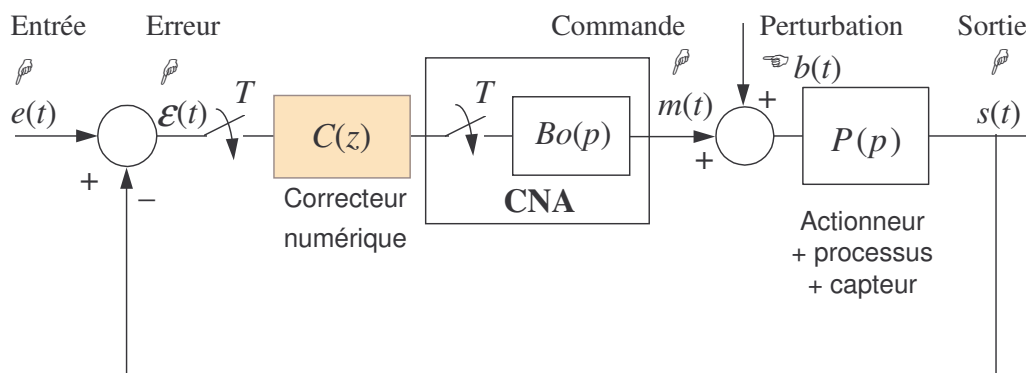 Entrée
Erreur
Commande
Perturbation
Sortie
e(t)
ε(t)
T
C(z)
T
Bo(p)
m(t)
b(t)
P(p)
s(t)
+
−
+
+
CNA
Correcteur
numérique
Actionneur
+ processus
+ capteur